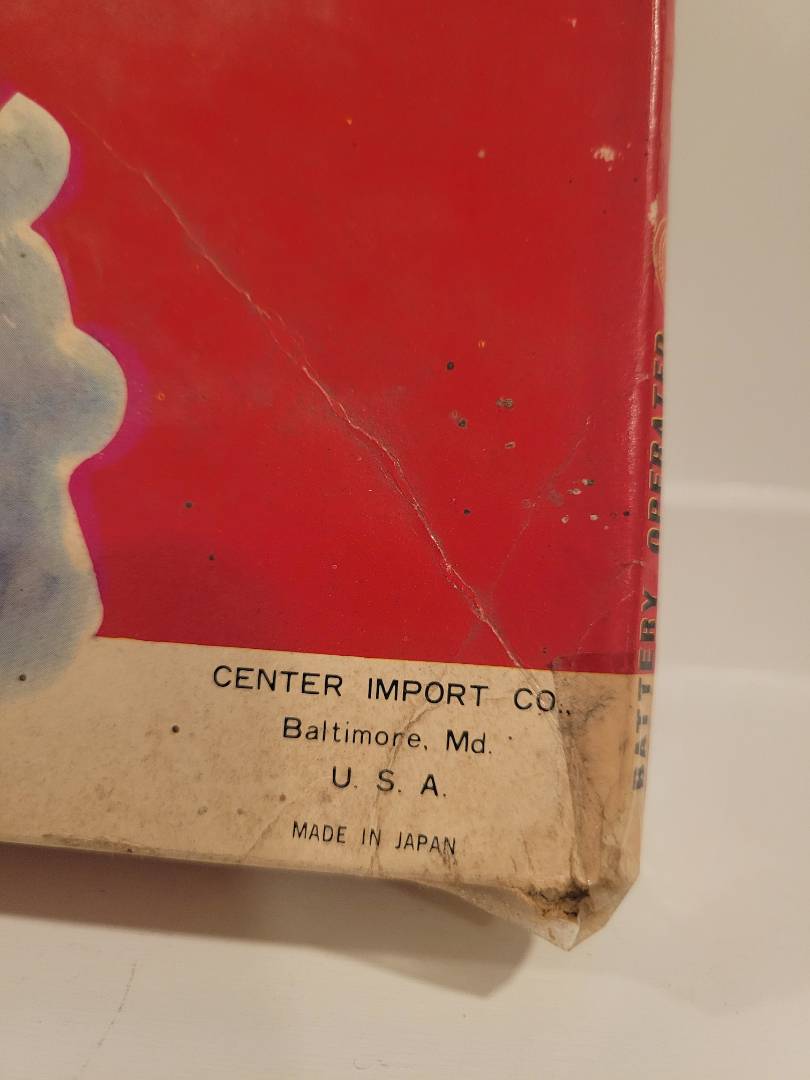 CENTER IMPORT CO.,
Baltimore, Md.
U. S. A.
MADE IN JAPAN
BATTERY OPERATED